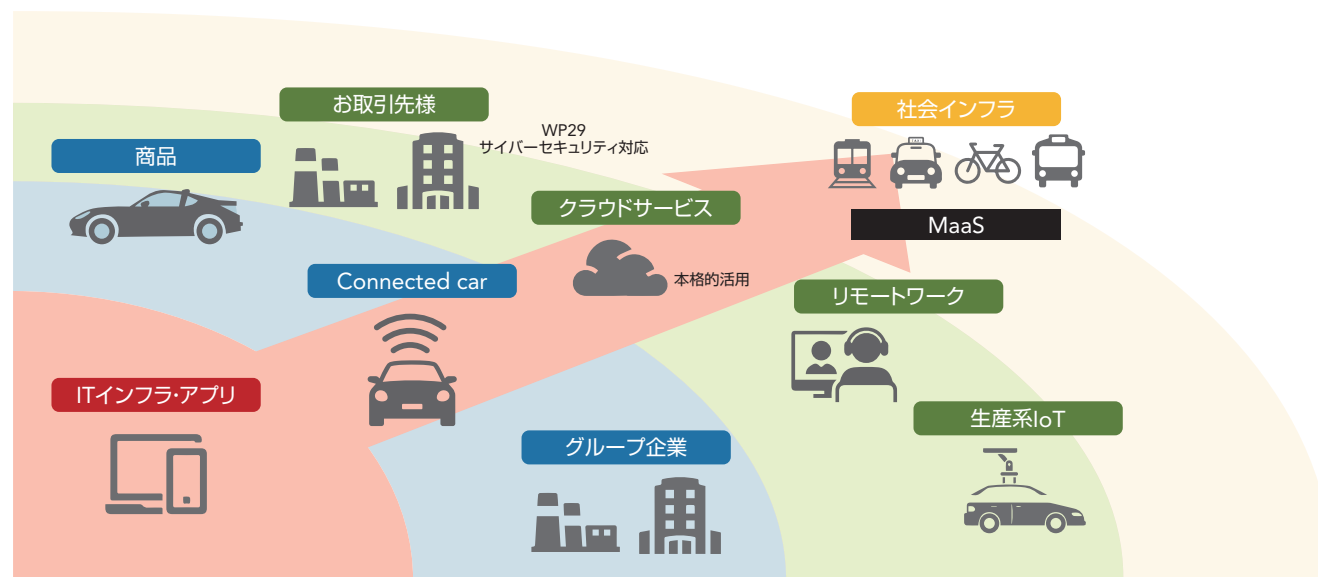 お取引先様
社会インフラ
WP29
サイバーセキュリティ対応
商品
クラウドサービス
MaaS
Connected car
本格的活用
リモートワーク
ITインフラ・アプリ
生産系IoT
グループ企業